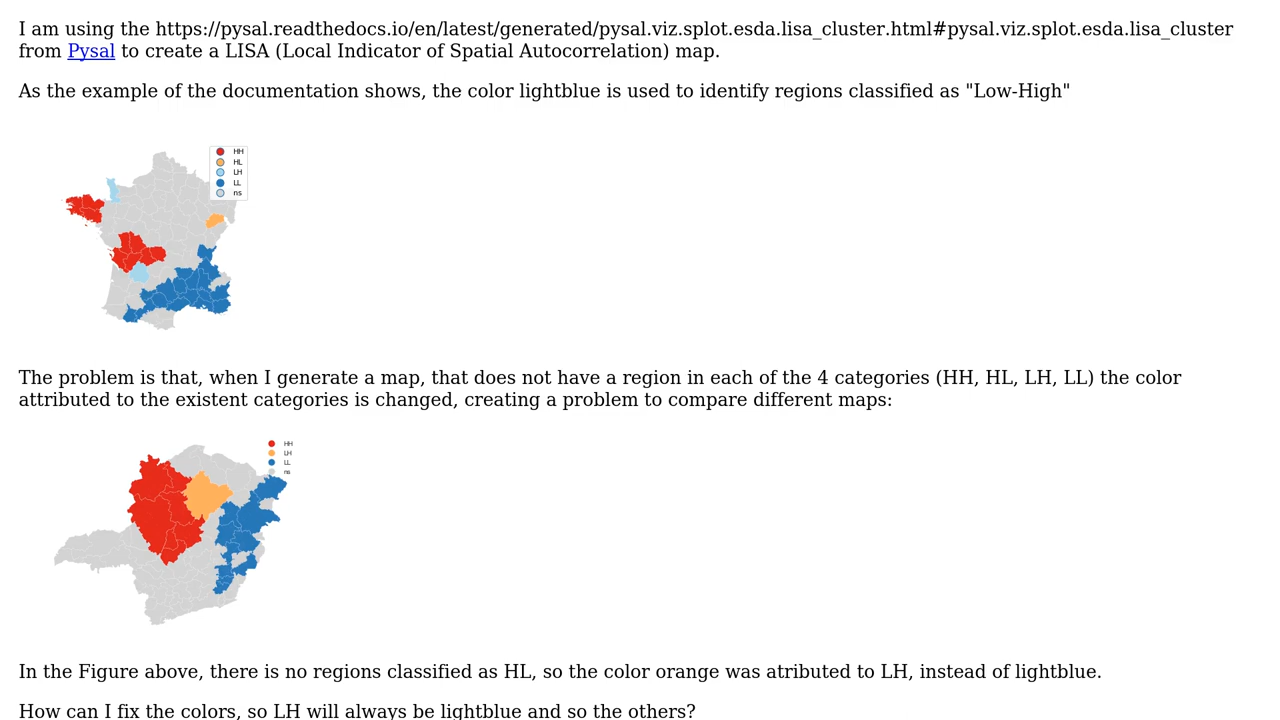 I am using the https://pysal.readthedocs.io/en/latest/generated/pysal.viz.splot.esda.lisa_cluster.html#pysal.viz.splot.esda.lisa_cluster
from Pysal to create a LISA (Local Indicator of Spatial Autocorrelation) map.
As the example of the documentation shows, the color lightblue is used to identify regions classified as "Low-High"
HH
HL
LH
LL
ns
The problem is that, when I generate a map, that does not have a region in each of the 4 categories (HH, HL, LH, LL) the color
attributed to the existent categories is changed, creating a problem to compare different maps:
HH
LH
LL
ns
In the Figure above, there is no regions classified as HL, so the color orange was atributed to LH, instead of lightblue.
How can I fix the colors, so LH will always be lightblue and so the others?